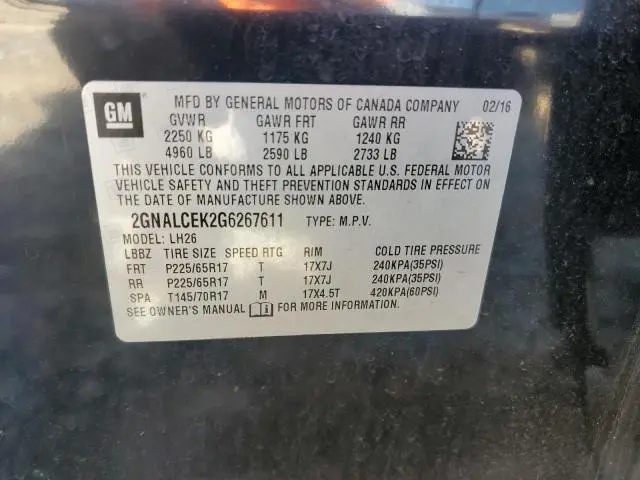 GM
MFD BY GENERAL MOTORS OF CANADA COMPANY 02/16
GVWR GAWR FRT GAWR RR
2250 KG 1175 KG 1240 KG
4960 LB 2590 LB 2733 LB
THIS VEHICLE CONFORMS TO ALL APPLICABLE U.S. FEDERAL MOTOR
VEHICLE SAFETY AND THEFT PREVENTION STANDARDS IN EFFECT ON
THE DATE OF MANUFACTURE SHOWN ABOVE.
2GNALCEK2G6267611 TYPE: M.P.V.
MODEL: LH26
LBBZ TIRE SIZE SPEED RTG RIM COLD TIRE PRESSURE
FRT P225/65R17 T 17X7J 240KPA(35PSI)
RR P225/65R17 T 17X7J 240KPA(35PSI)
SPA T145/70R17 M 17X4.5T 420KPA(60PSI)
SEE OWNER'S MANUAL FOR MORE INFORMATION.